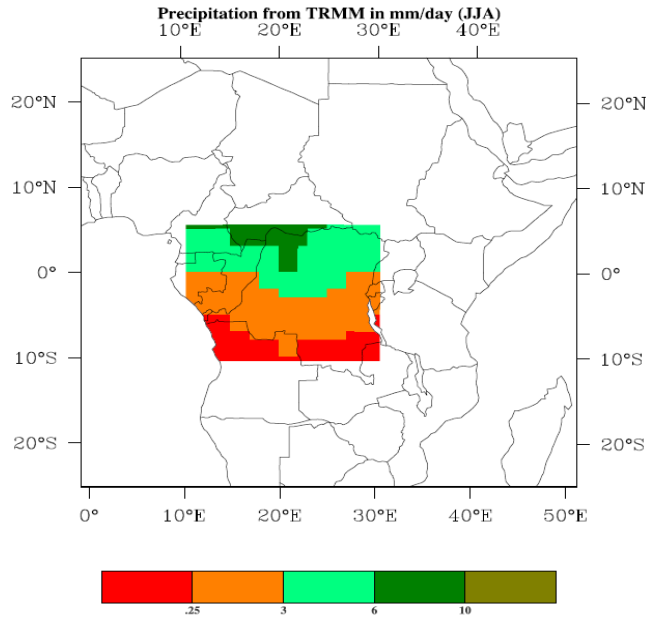 Precipitation from TRMM in mm/day (JJA)
10°E 20°E 30°E 40°E
20°N 20°N
10°N 10°N
0° 0°
10°S 10°S
20°S 20°S
0° 10°E 20°E 30°E 40°E 50°E
.25 3 6 10